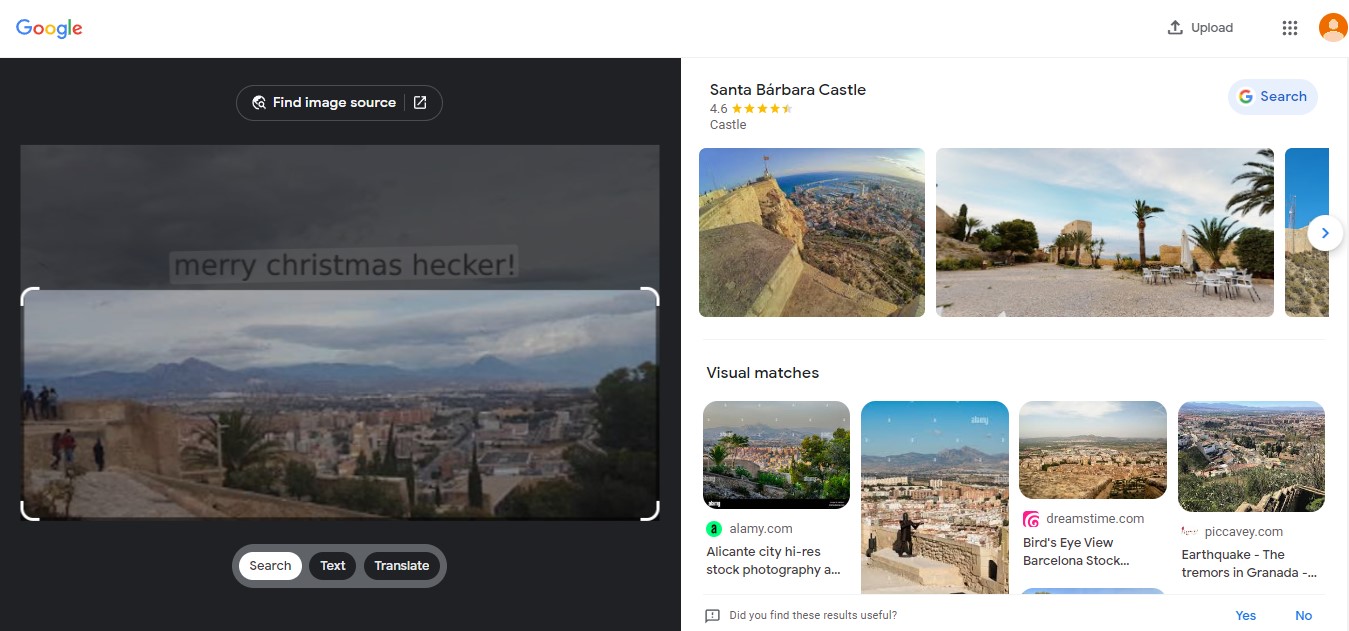 Google
Upload
Find image source
merry christmas hecker!
Search
Text
Translate
Santa Bárbara Castle
4.6
Castle
Search
Visual matches
alamy
alamy
a alamy.com
Alicante city hi-res
stock photography a...
dreamstime.com
Bird's Eye View
Barcelona Stock...
piccavey.com
Earthquake - The
tremors in Granada -...
Did you find these results useful?
Yes
No